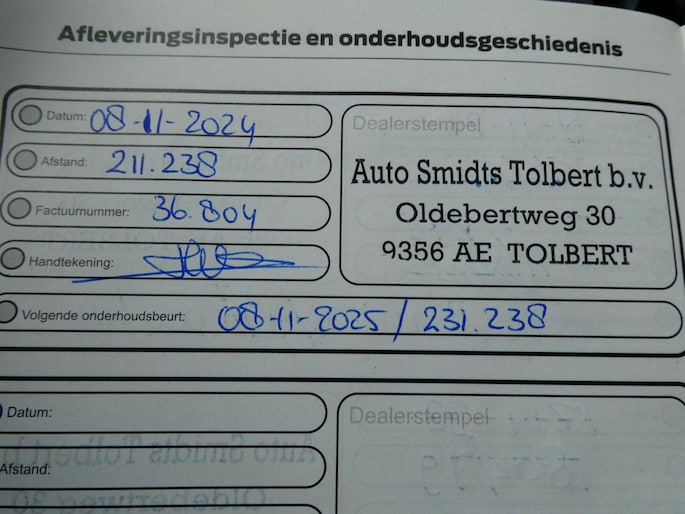 Afleveringsinspectie en onderhoudsgeschiedenis
Datum: 08-11-2024
Afstand: 211.238
Factuurnummer: 36.804
Handtekening:
Dealerstempel
Auto Smidts Tolbert b.v.
Oldebertweg 30
9356 AE TOLBERT
Volgende onderhoudsbeurt: 08-11-2025 / 231.238
Datum:
Afstand:
Dealerstempel